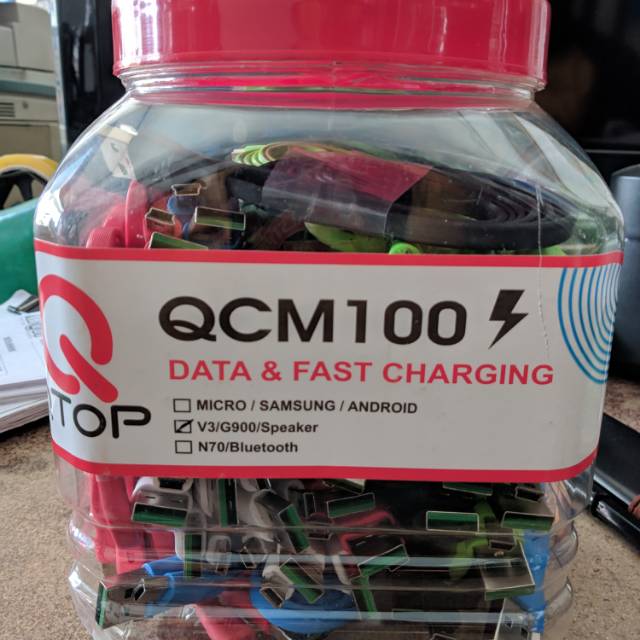 QCM100
DATA & FAST CHARGING
TOP
MICRO / SAMSUNG / ANDROID
V3/G900/Speaker
N70/Bluetooth